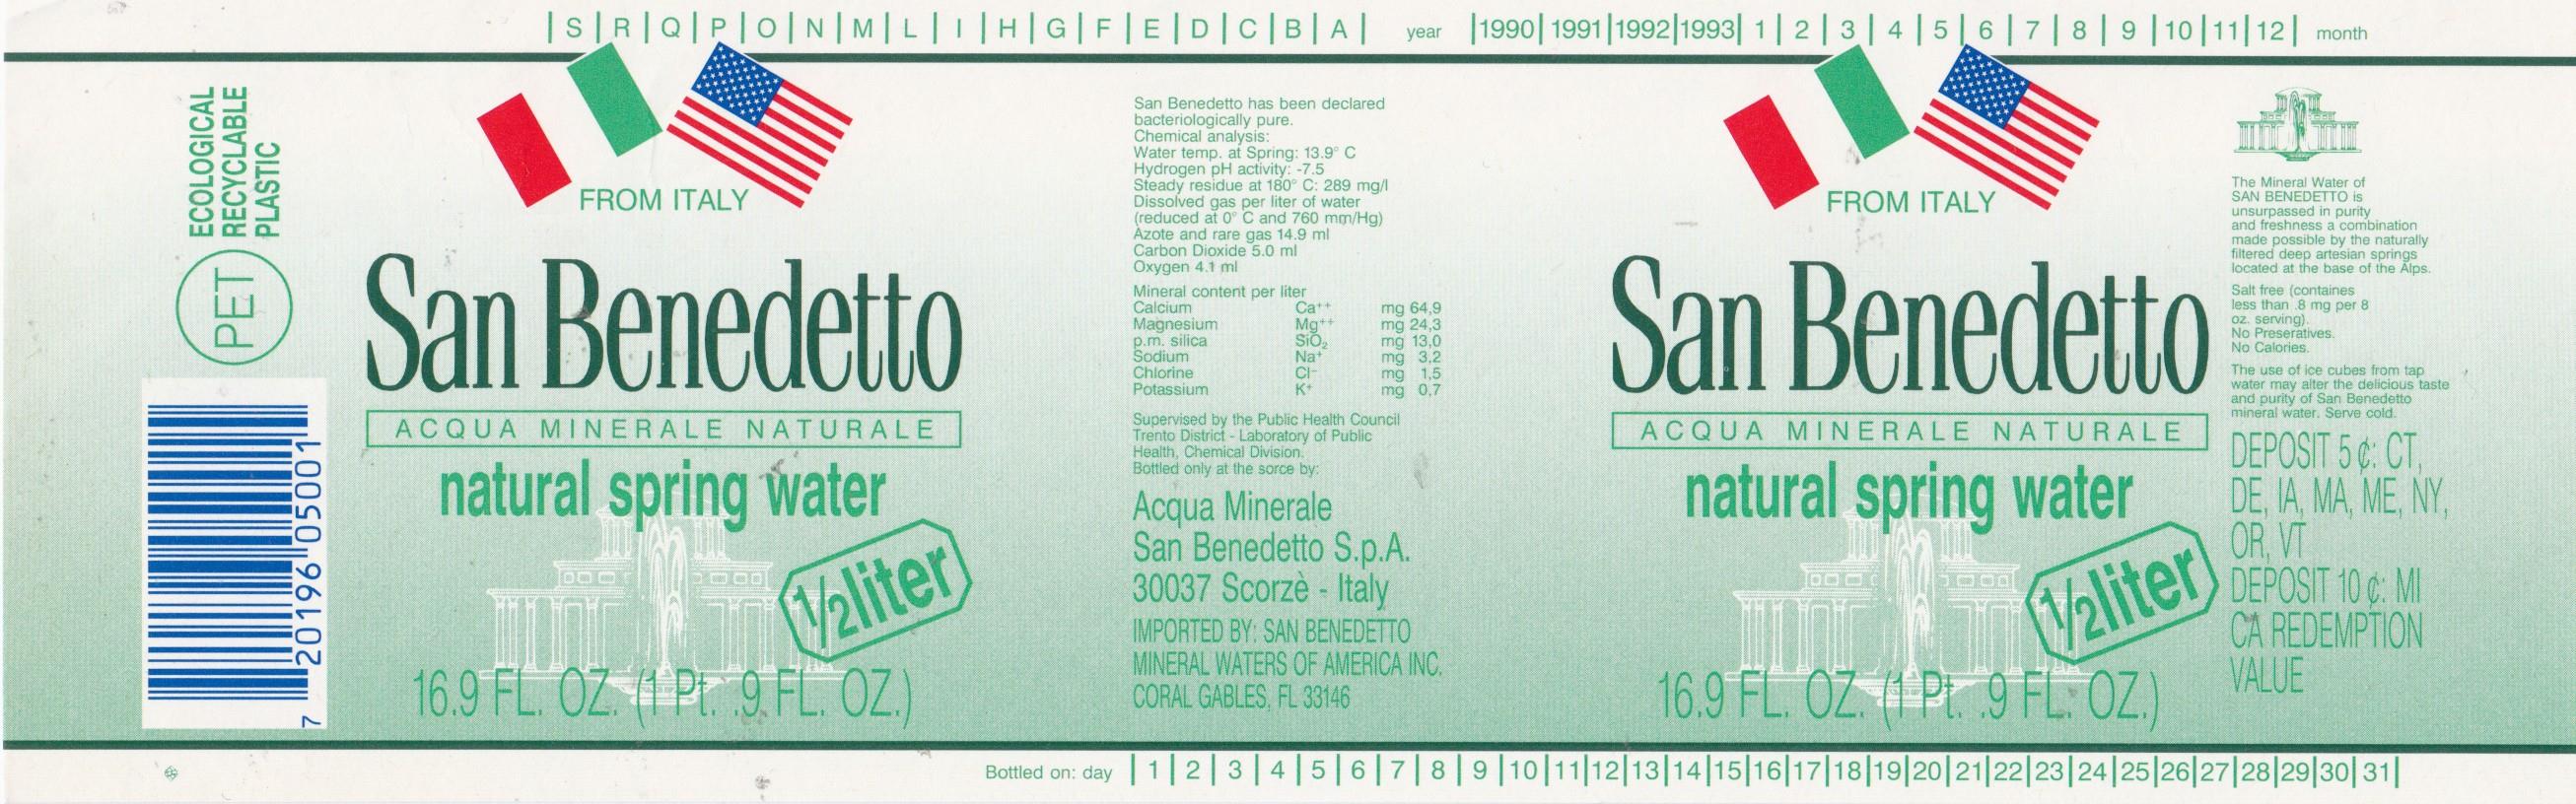 |S|R|Q|P|O|N|M|L|I|H|G|F|E|D|C|B|A| year |1990|1991|1992|1993|1|2|3|4|5|6|7|8|9|10|11|12| month
ECOLOGICAL
RECYCLABLE
PLASTIC
PET
7 20196 05001
FROM ITALY
San Benedetto
ACQUA MINERALE NATURALE
natural spring water
1/2 liter
16.9 FL. OZ. (1 Pt. .9 FL. OZ.)
San Benedetto has been declared
bacteriologically pure.
Chemical analysis:
Water temp. at Spring: 13.9° C
Hydrogen pH activity: -7.5
Steady residue at 180° C: 289 mg/l
Dissolved gas per liter of water
(reduced at 0° C and 760 mm/Hg)
Azote and rare gas 14.9 ml
Carbon Dioxide 5.0 ml
Oxygen 4.1 ml
Mineral content per liter
Calcium Ca⁺⁺ mg 64,9
Magnesium Mg⁺⁺ mg 24,3
p.m. silica SiO₂ mg 13,0
Sodium Na⁺ mg 3,2
Chlorine Cl⁻ mg 1,5
Potassium K⁺ mg 0,7
Supervised by the Public Health Council
Trento District - Laboratory of Public
Health, Chemical Division.
Bottled only at the sorce by:
Acqua Minerale
San Benedetto S.p.A.
30037 Scorzè - Italy
IMPORTED BY: SAN BENEDETTO
MINERAL WATERS OF AMERICA INC.
CORAL GABLES, FL 33146
FROM ITALY
San Benedetto
ACQUA MINERALE NATURALE
natural spring water
1/2 liter
16.9 FL. OZ. (1 Pt. .9 FL. OZ.)
The Mineral Water of
SAN BENEDETTO is
unsurpassed in purity
and freshness a combination
made possible by the naturally
filtered deep artesian springs
located at the base of the Alps.
Salt free (containes
less than .8 mg per 8
oz. serving).
No Preseratives.
No Calories.
The use of ice cubes from tap
water may alter the delicious taste
and purity of San Benedetto
mineral water. Serve cold.
DEPOSIT 5 ¢: CT,
DE, IA, MA, ME, NY,
OR, VT
DEPOSIT 10 ¢: MI
CA REDEMPTION
VALUE
Bottled on: day |1|2|3|4|5|6|7|8|9|10|11|12|13|14|15|16|17|18|19|20|21|22|23|24|25|26|27|28|29|30|31|